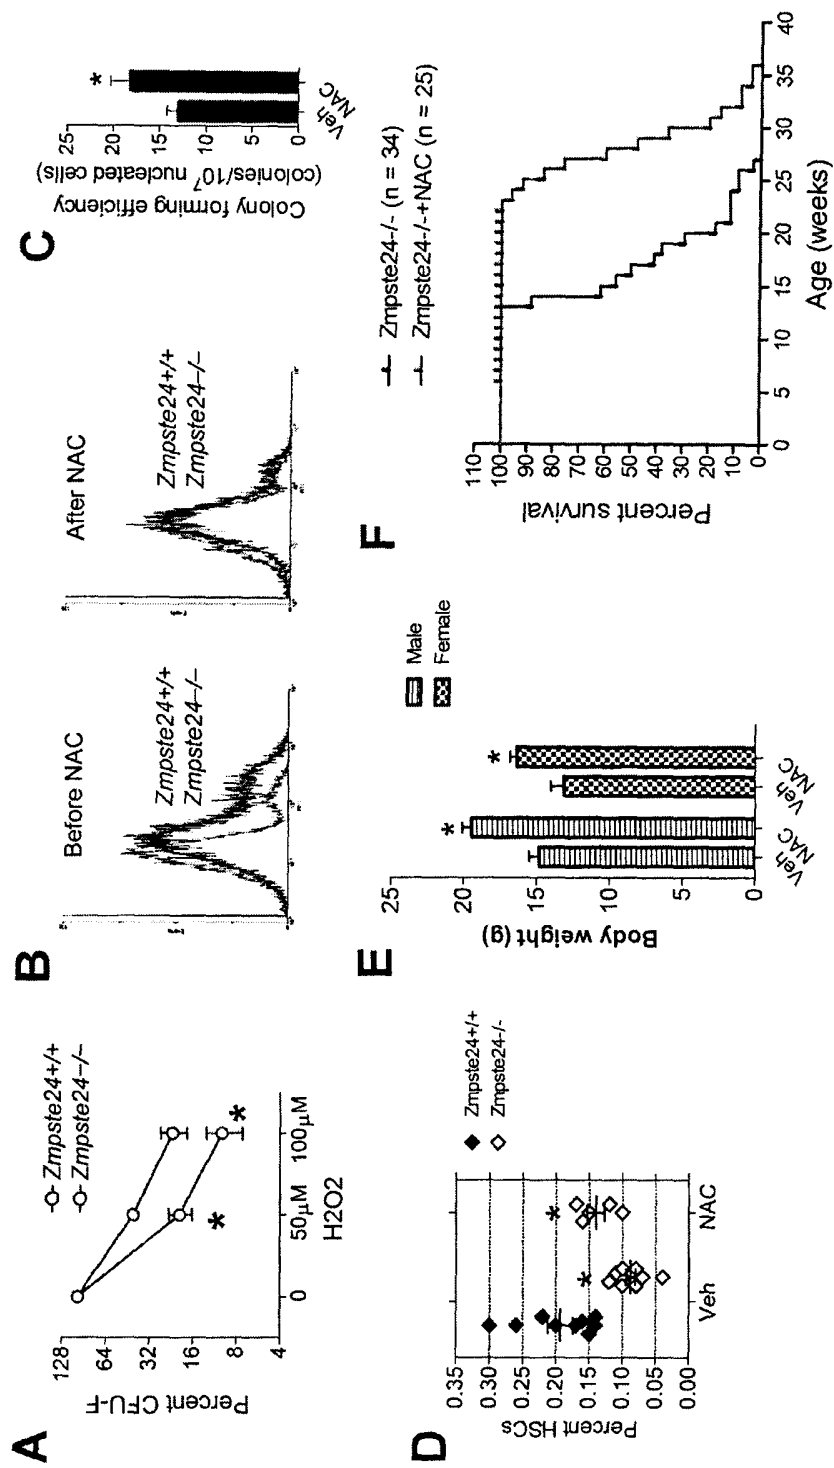 A
Percent CFU-F
128
64
32
16
8
4
0
50µM
100µM
H2O2
*
*
Zmpste24+/+
Zmpste24–/–
B
Before NAC
Zmpste24+/+
Zmpste24–/–
After NAC
Zmpste24+/+
Zmpste24–/–
C
Colony forming efficiency
(colonies/10⁷ nucleated cells)
25
20
15
10
5
0
*
Veh
NAC
D
Percent HSCs
0.35
0.30
0.25
0.20
0.15
0.10
0.05
0.00
*
*
Veh
NAC
Zmpste24+/+
Zmpste24-/-
E
Body weight (g)
25
20
15
10
5
0
*
*
Veh
NAC
Veh
NAC
Male
Female
F
Zmpste24-/- (n = 34)
Zmpste24-/-+NAC (n = 25)
Percent survival
110
100
90
80
70
60
50
40
30
20
10
0
0
5
10
15
20
25
30
35
40
Age (weeks)